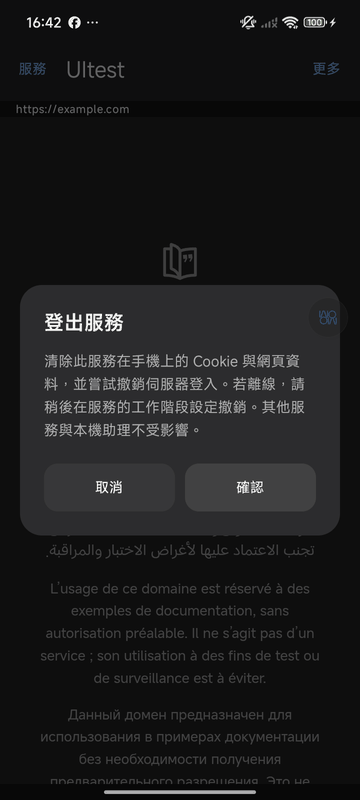 16:42
100
服務 UItest 更多
https://example.com
登出服務
清除此服務在手機上的 Cookie 與網頁資
料，並嘗試撤銷伺服器登入。若離線，請
稍後在服務的工作階段設定撤銷。其他服
務與本機助理不受影響。
取消 確認
تجنب الاعتماد عليها لأغراض الاختبار والمراقبة.
L'usage de ce domaine est réservé à des
exemples de documentation, sans
autorisation préalable. Il ne s'agit pas d'un
service ; son utilisation à des fins de test ou
de surveillance est à éviter.
Данный домен предназначен для
использования в примерах документации
без необходимости получения
предварительного разрешения. Это не